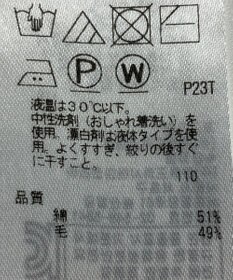 P W
P23T
液温は30℃以下。
中性洗剤(おしゃれ着洗い)を
使用。漂白剤は液体タイプを使
用。よくすすぎ、絞りの後すぐ
に干すこと。
110
品質
綿 51%
毛 49%